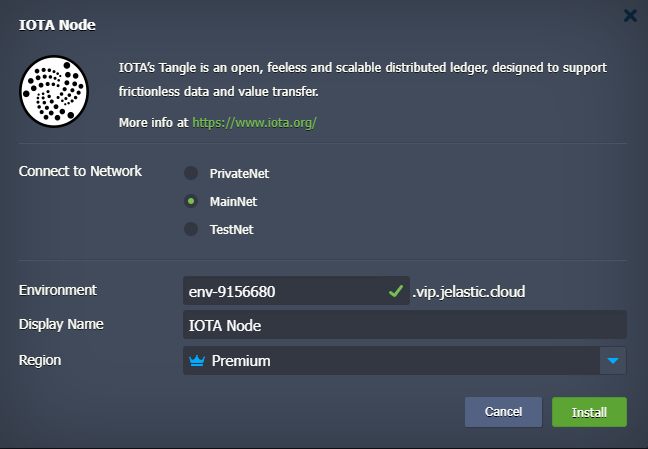 IOTA Node
IOTA's Tangle is an open, feeless and scalable distributed ledger, designed to support
frictionless data and value transfer.
More info at https://www.iota.org/
Connect to Network
PrivateNet
MainNet
TestNet
Environment env-9156680 .vip.jelastic.cloud
Display Name IOTA Node
Region Premium
Cancel Install